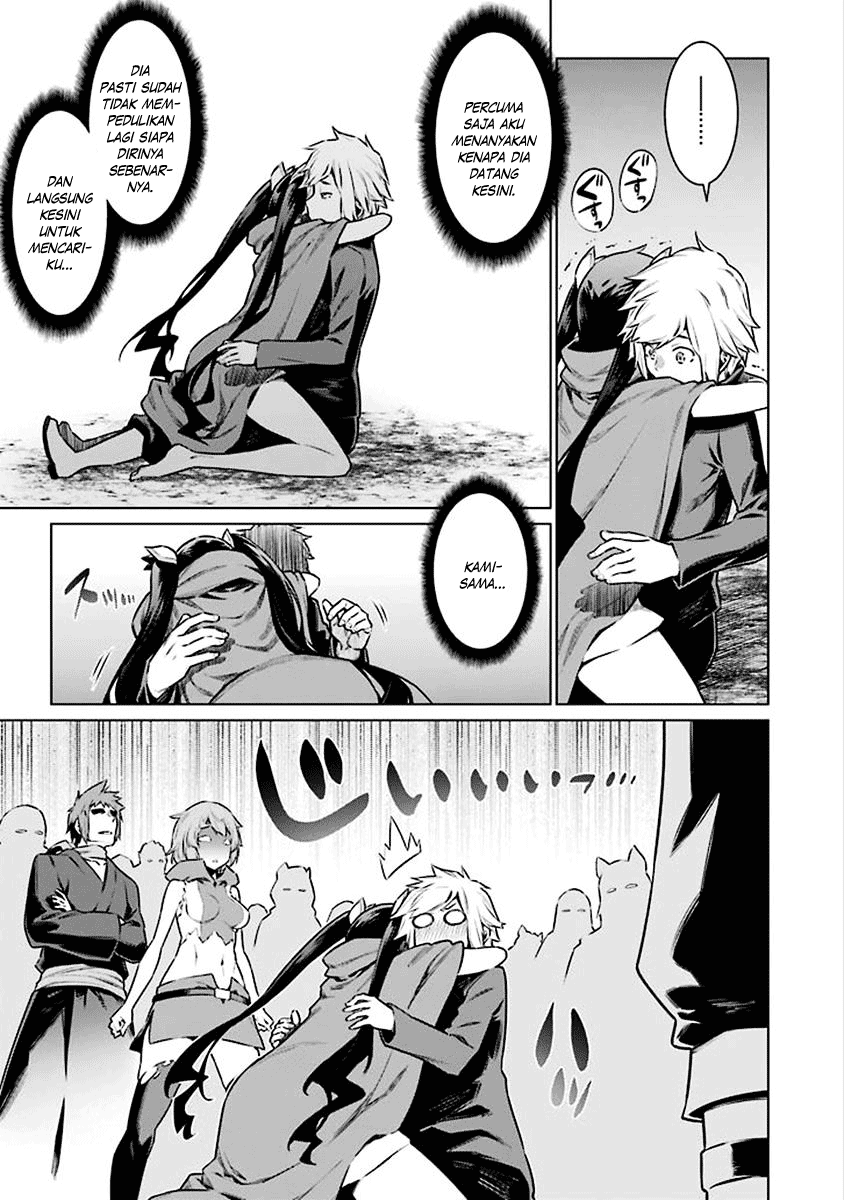 ………
ぐすっ
ぐすっ
PERCUMA
SAJA AKU
MENANYAKAN
KENAPA DIA
DATANG
KESINI.
DIA
PASTI SUDAH
TIDAK MEM-
PEDULIKAN
LAGI SIAPA
DIRINYA
SEBENAR-
NYA.
DAN
LANGSUNG
KESINI
UNTUK
MENCARI-
KU...
KAMI-
SAMA...
スッ…
じぃぃぃぃっ…